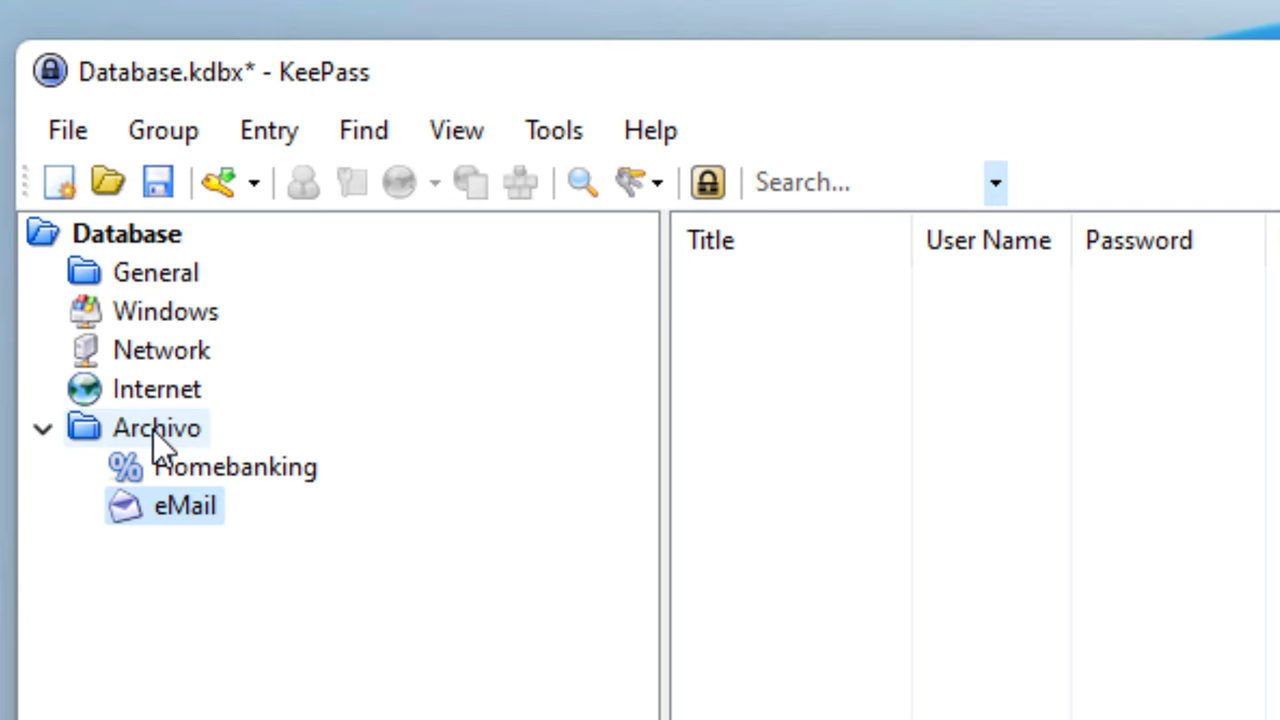 Database.kdbx* - KeePass
File Group Entry Find View Tools Help
Search...
Database
General
Windows
Network
Internet
Archivo
Homebanking
eMail
Title User Name Password